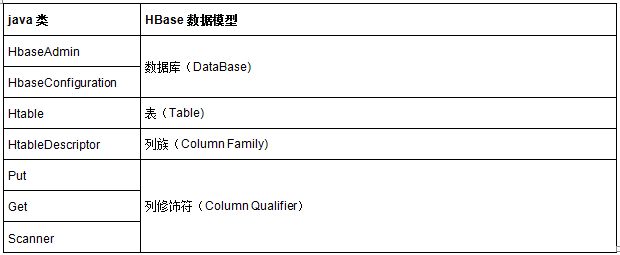 java 类 HBase 数据模型
HbaseAdmin
数据库（DataBase）
HbaseConfiguration
Htable 表（Table）
HtableDescriptor 列族（Column Family）
Put
Get 列修饰符（Column Qualifier）
Scanner